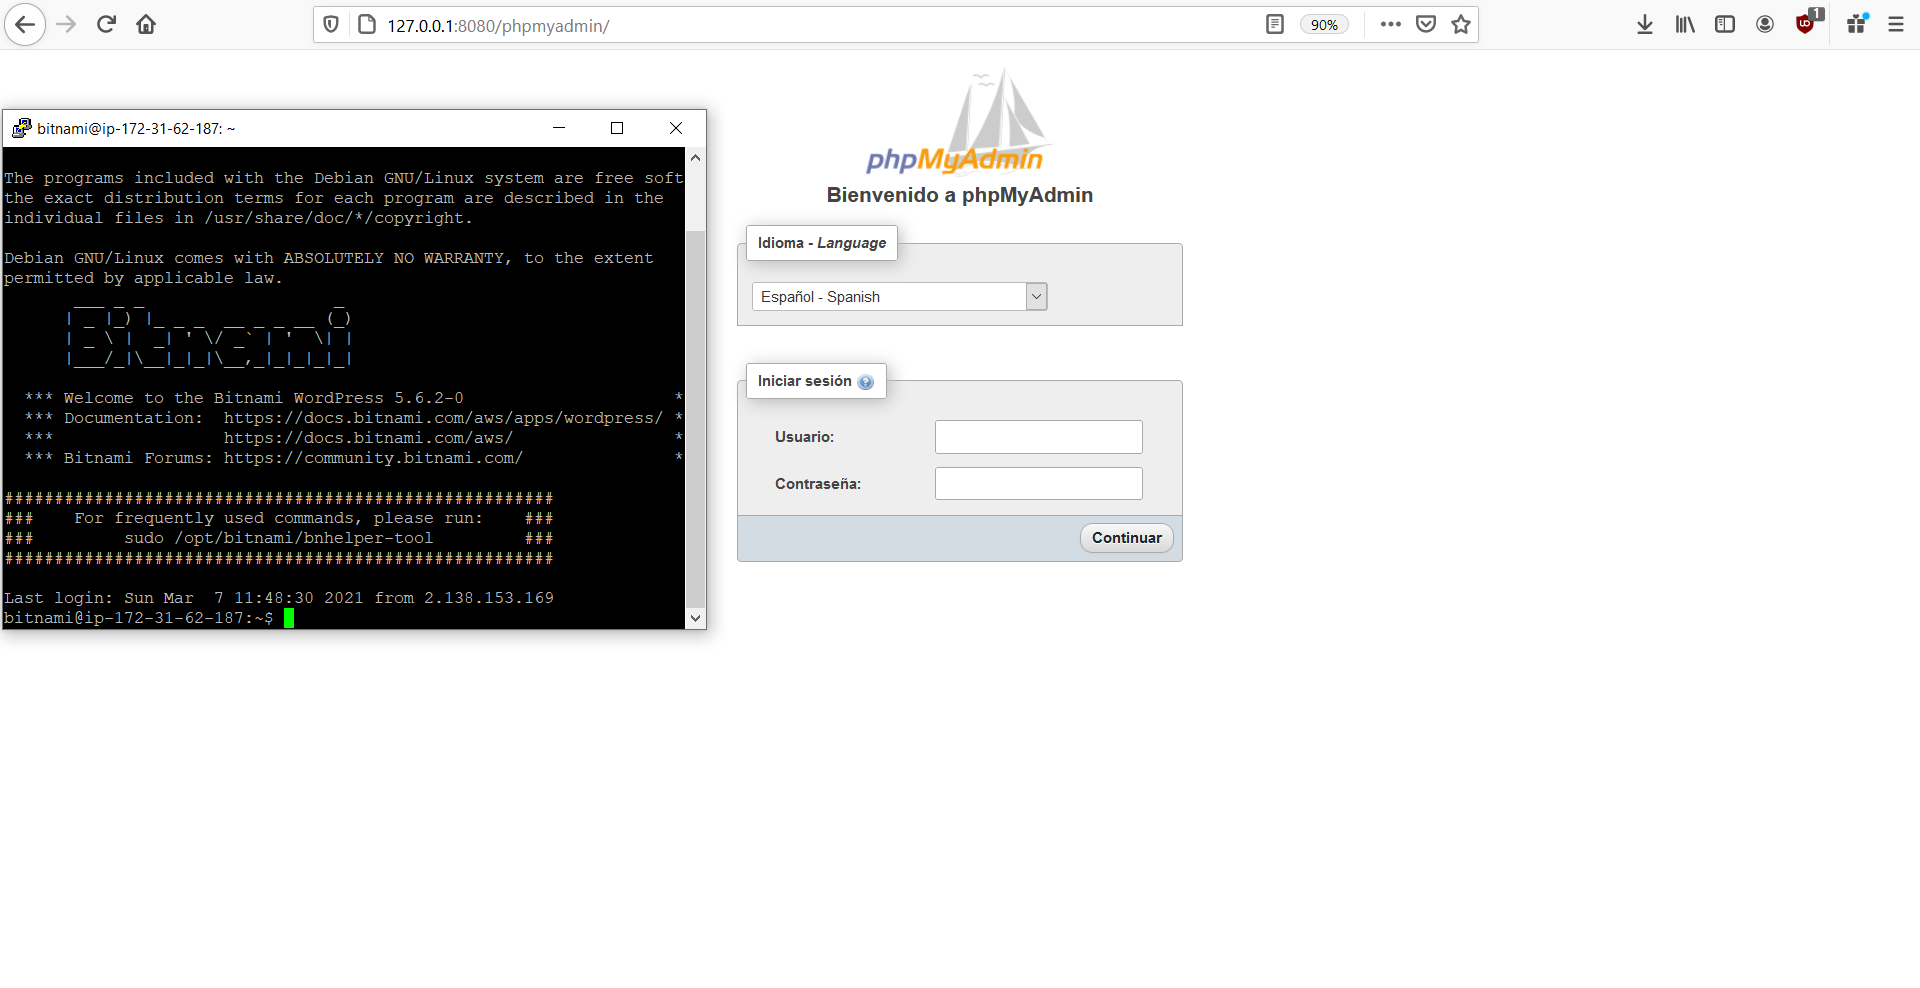 127.0.0.1:8080/phpmyadmin/
90%
1
bitnami@ip-172-31-62-187: ~
The programs included with the Debian GNU/Linux system are free soft
the exact distribution terms for each program are described in the
individual files in /usr/share/doc/*/copyright.
Debian GNU/Linux comes with ABSOLUTELY NO WARRANTY, to the extent
permitted by applicable law.
Bitnami
*** Welcome to the Bitnami WordPress 5.6.2-0 *
*** Documentation: https://docs.bitnami.com/aws/apps/wordpress/ *
*** https://docs.bitnami.com/aws/ *
*** Bitnami Forums: https://community.bitnami.com/ *
#######################################################
### For frequently used commands, please run: ###
### sudo /opt/bitnami/bnhelper-tool ###
#######################################################
Last login: Sun Mar 7 11:48:30 2021 from 2.138.153.169
bitnami@ip-172-31-62-187:~$
phpMyAdmin
Bienvenido a phpMyAdmin
Idioma - Language
Español - Spanish
Iniciar sesión
Usuario:
Contraseña:
Continuar